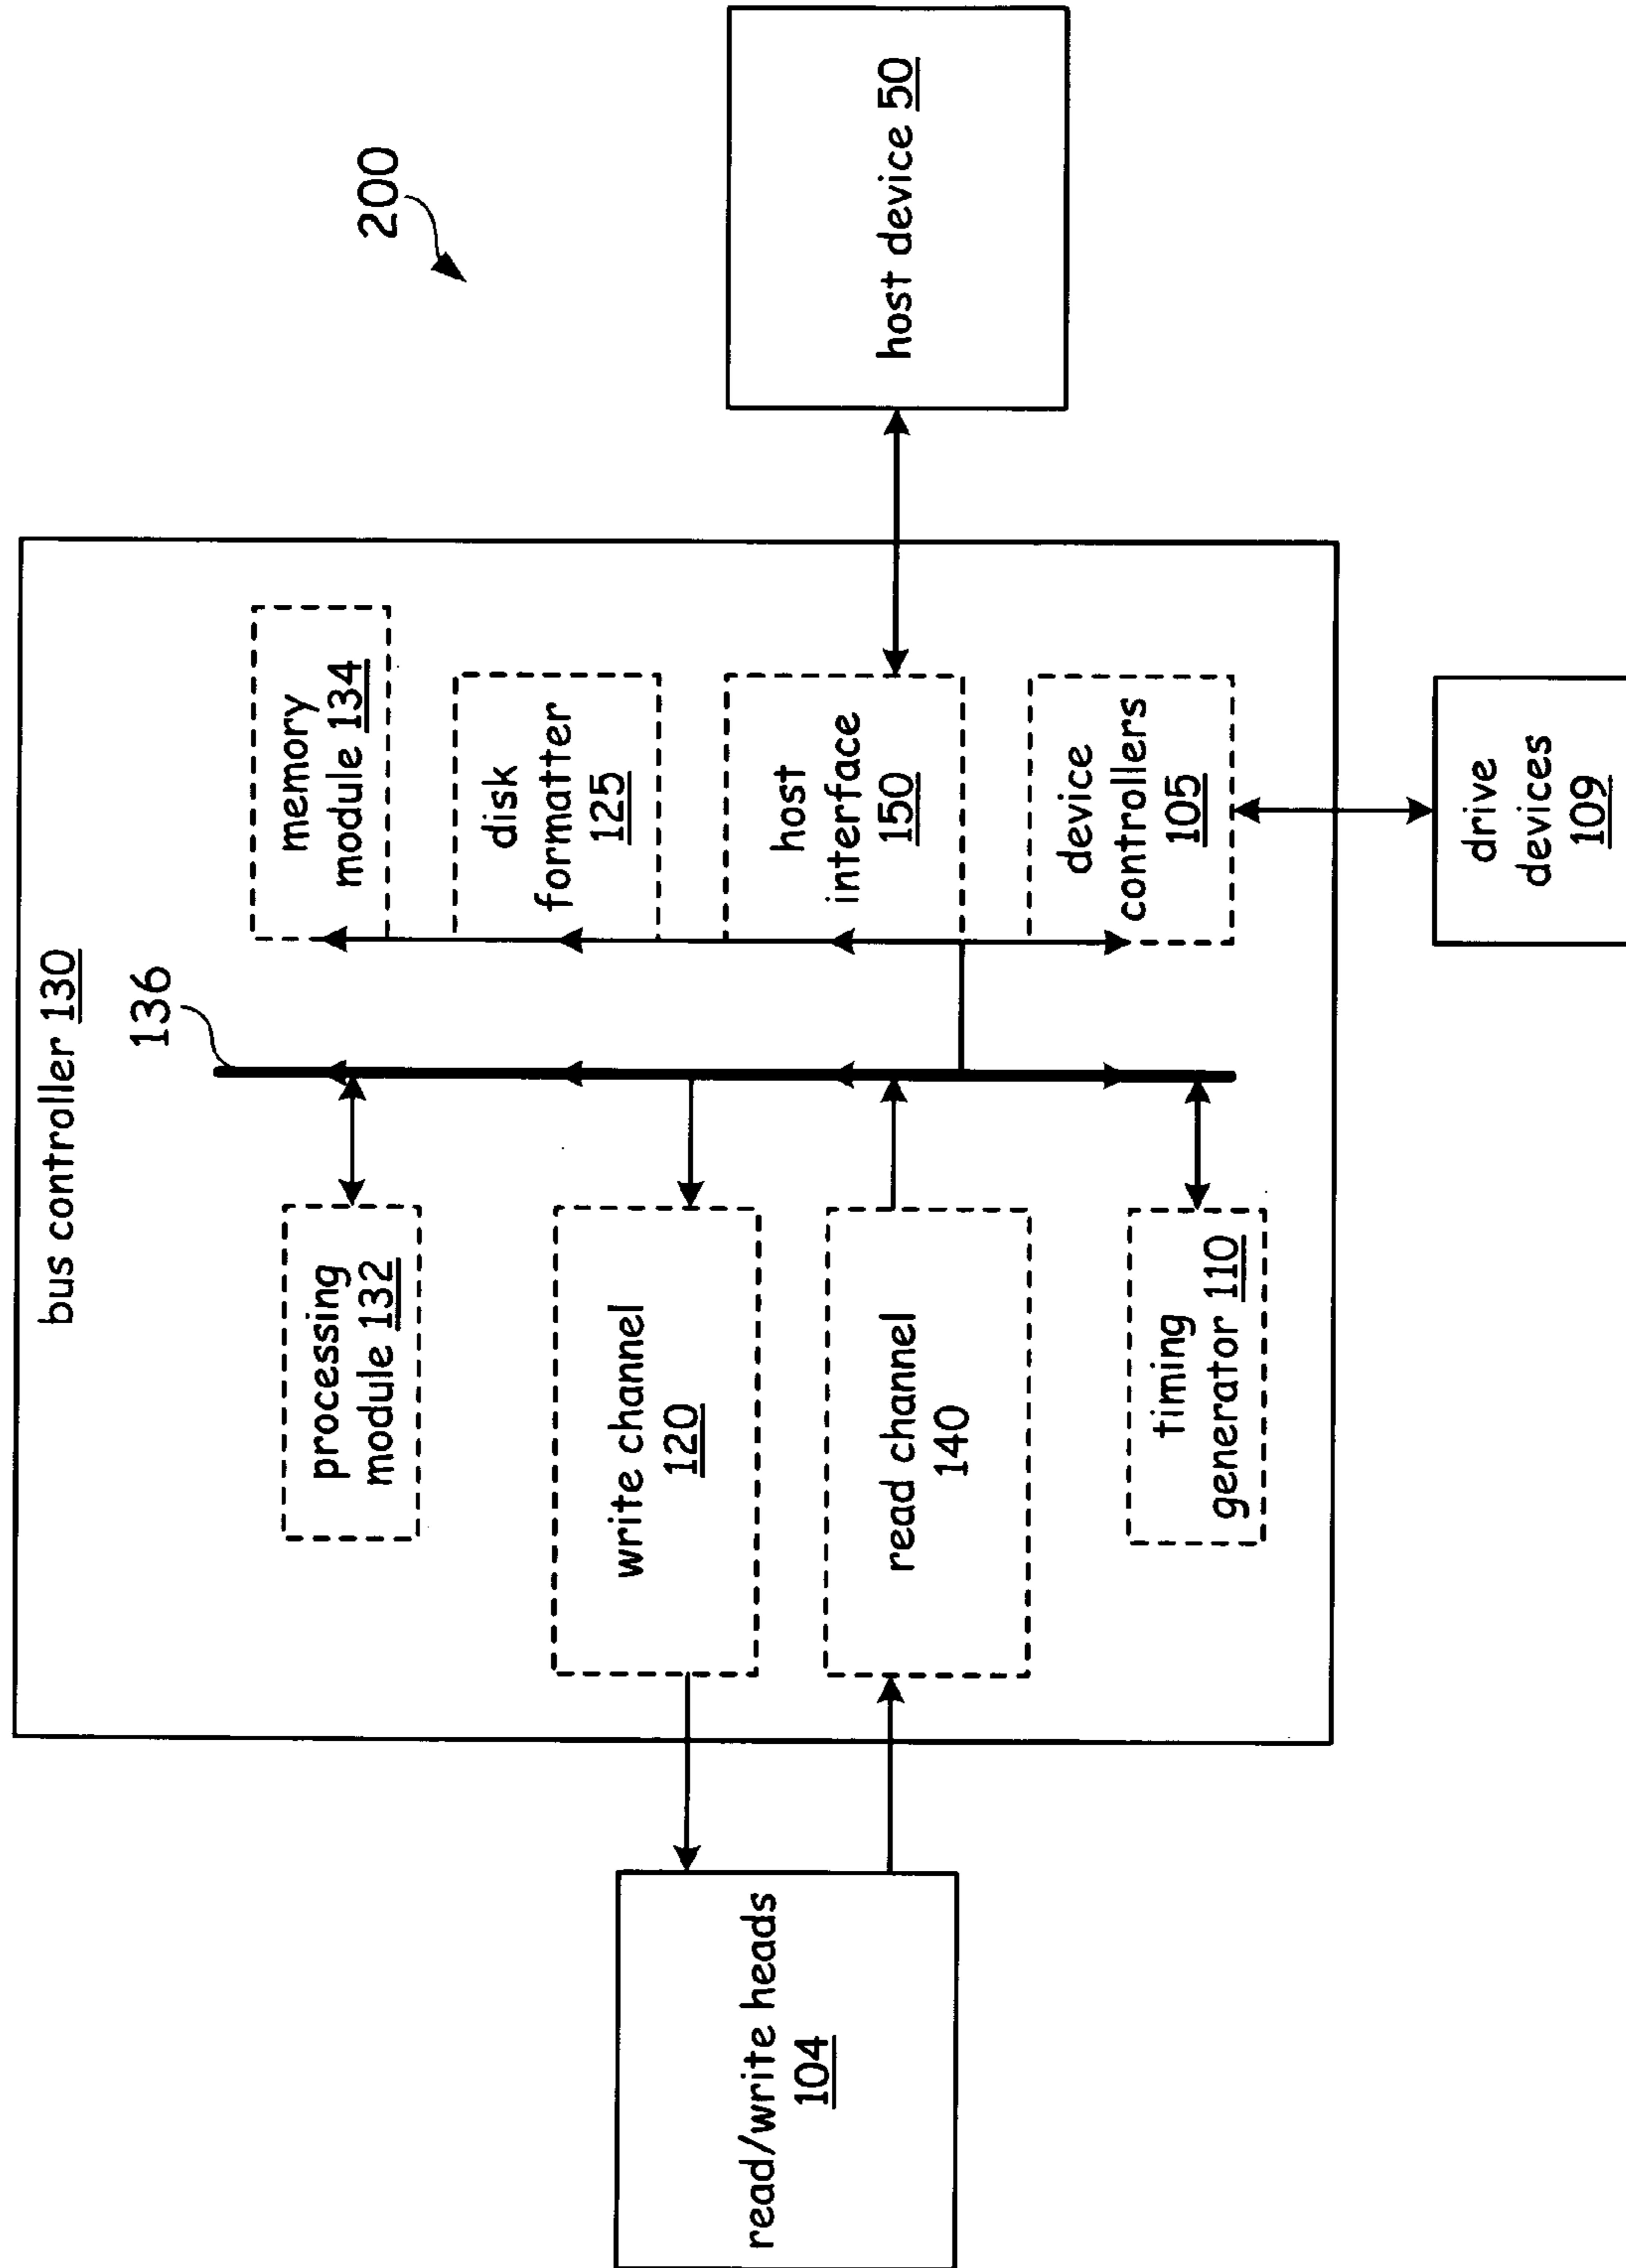 200
bus controller 130
136
processing
module 132
memory
module 134
write channel
120
disk
formatter
125
read/write heads
104
read channel
140
host
interface
150
host device 50
timing
generator 110
device
controllers
105
drive
devices
109